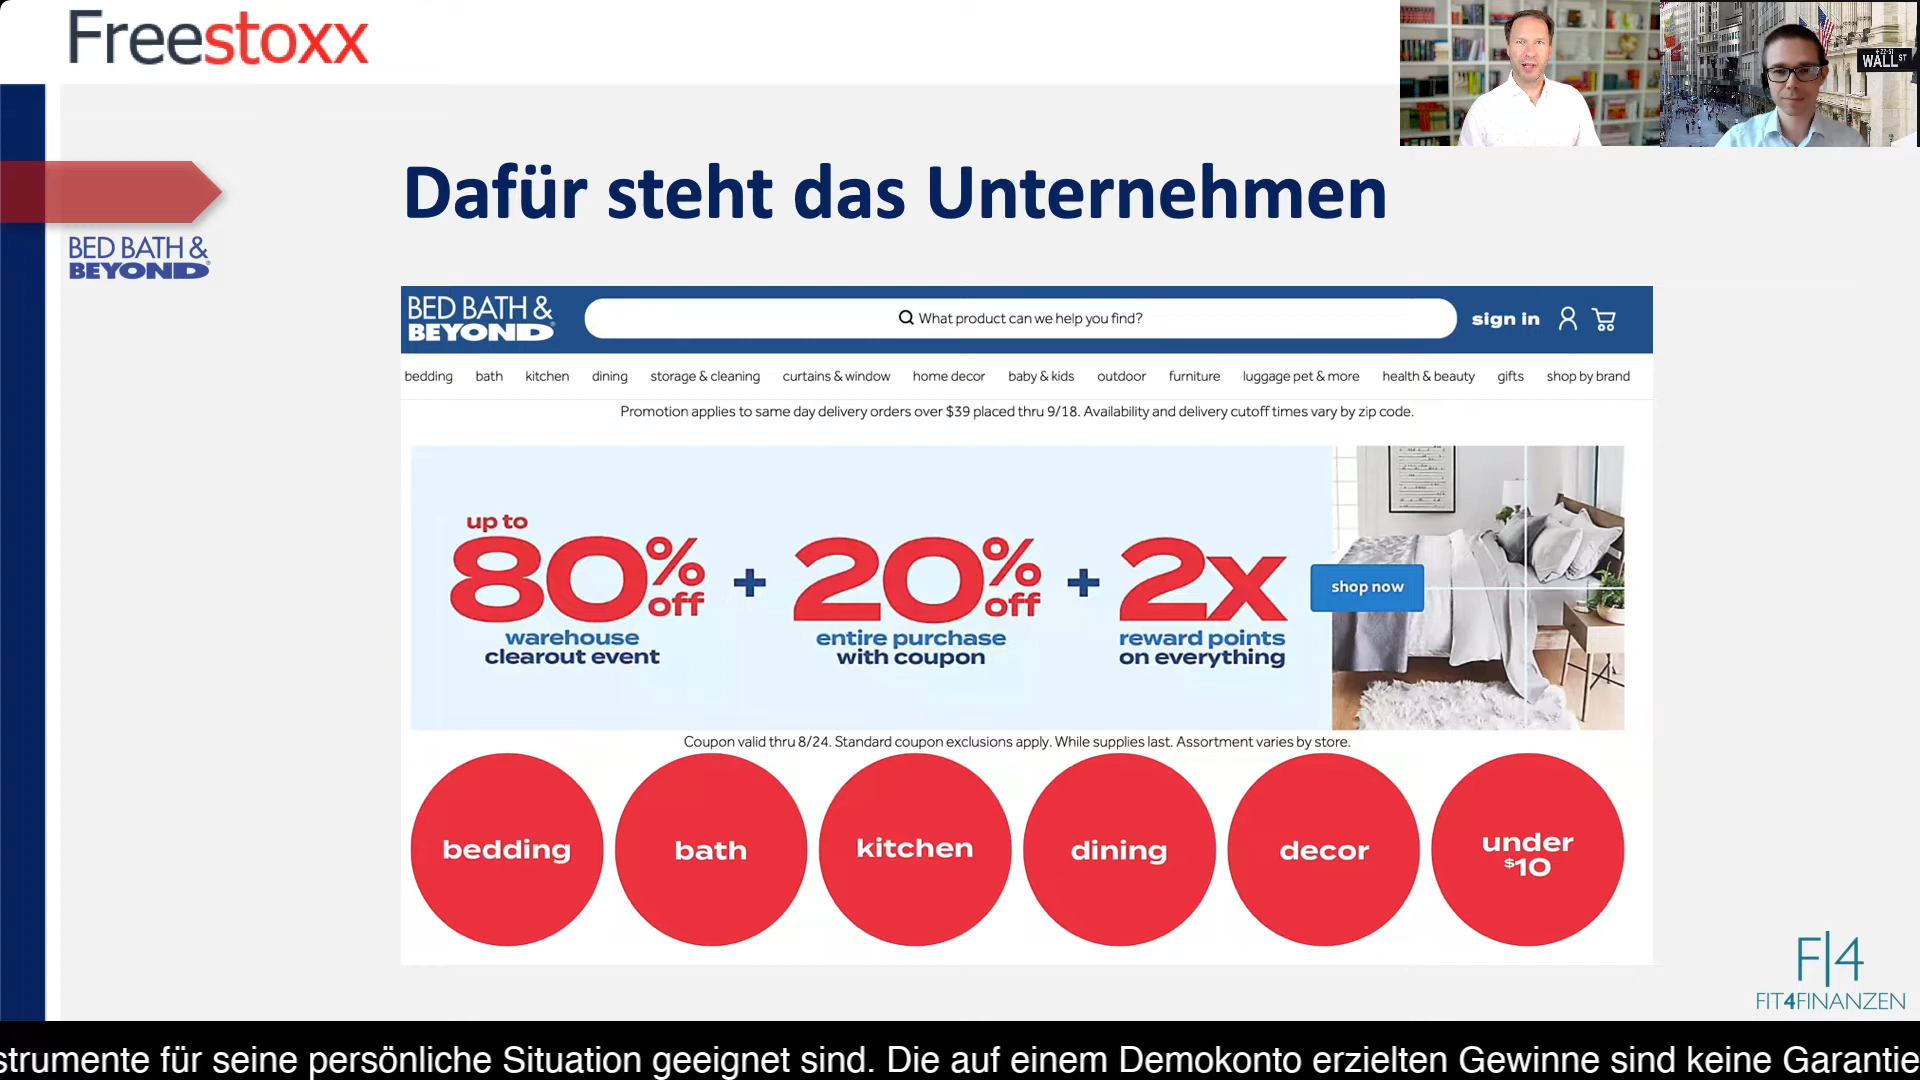 Freestoxx
WALL ST
Dafür steht das Unternehmen
BED BATH &
BEYOND
BED BATH &
BEYOND
What product can we help you find?
sign in
bedding bath kitchen dining storage & cleaning curtains & window home decor baby & kids outdoor furniture luggage pet & more health & beauty gifts shop by brand
Promotion applies to same day delivery orders over $39 placed thru 9/18. Availability and delivery cutoff times vary by zip code.
up to
80% off + 20% off + 2x
shop now
warehouse
clearout event
entire purchase
with coupon
reward points
on everything
Coupon valid thru 8/24. Standard coupon exclusions apply. While supplies last. Assortment varies by store.
bedding bath kitchen dining decor under $10
F|4
FIT4FINANZEN
strumente für seine persönliche Situation geeignet sind. Die auf einem Demokonto erzielten Gewinne sind keine Garantie